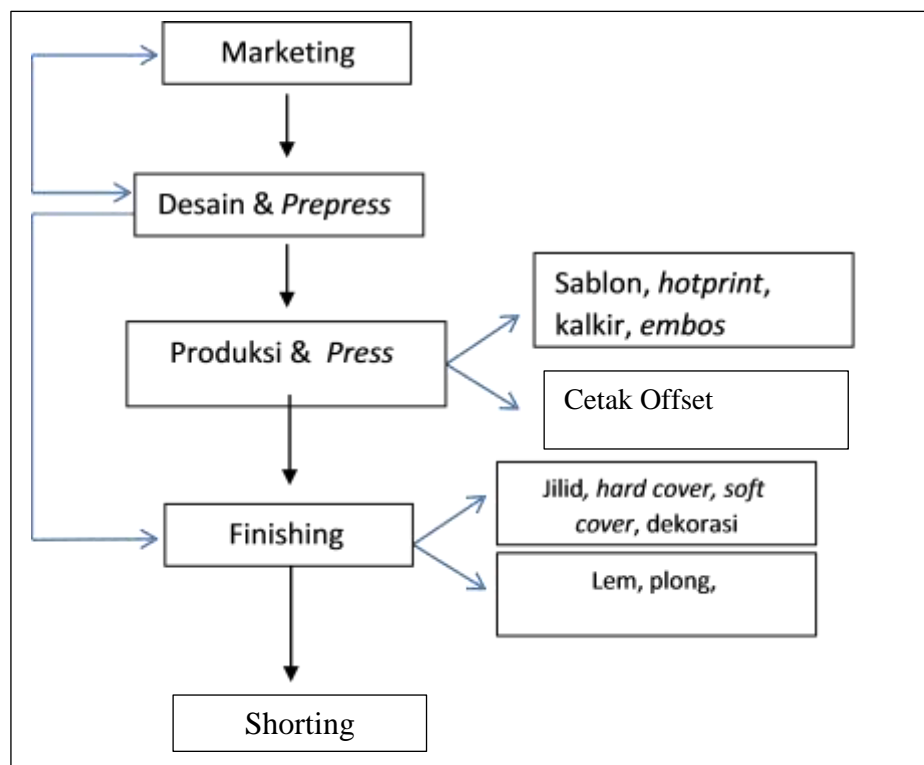 Marketing
Desain & Prepress
Sablon, hotprint,
kalkir, embos
Produksi & Press
Cetak Offset
Jilid, hard cover, soft
cover, dekorasi
Finishing
Lem, plong,
Shorting